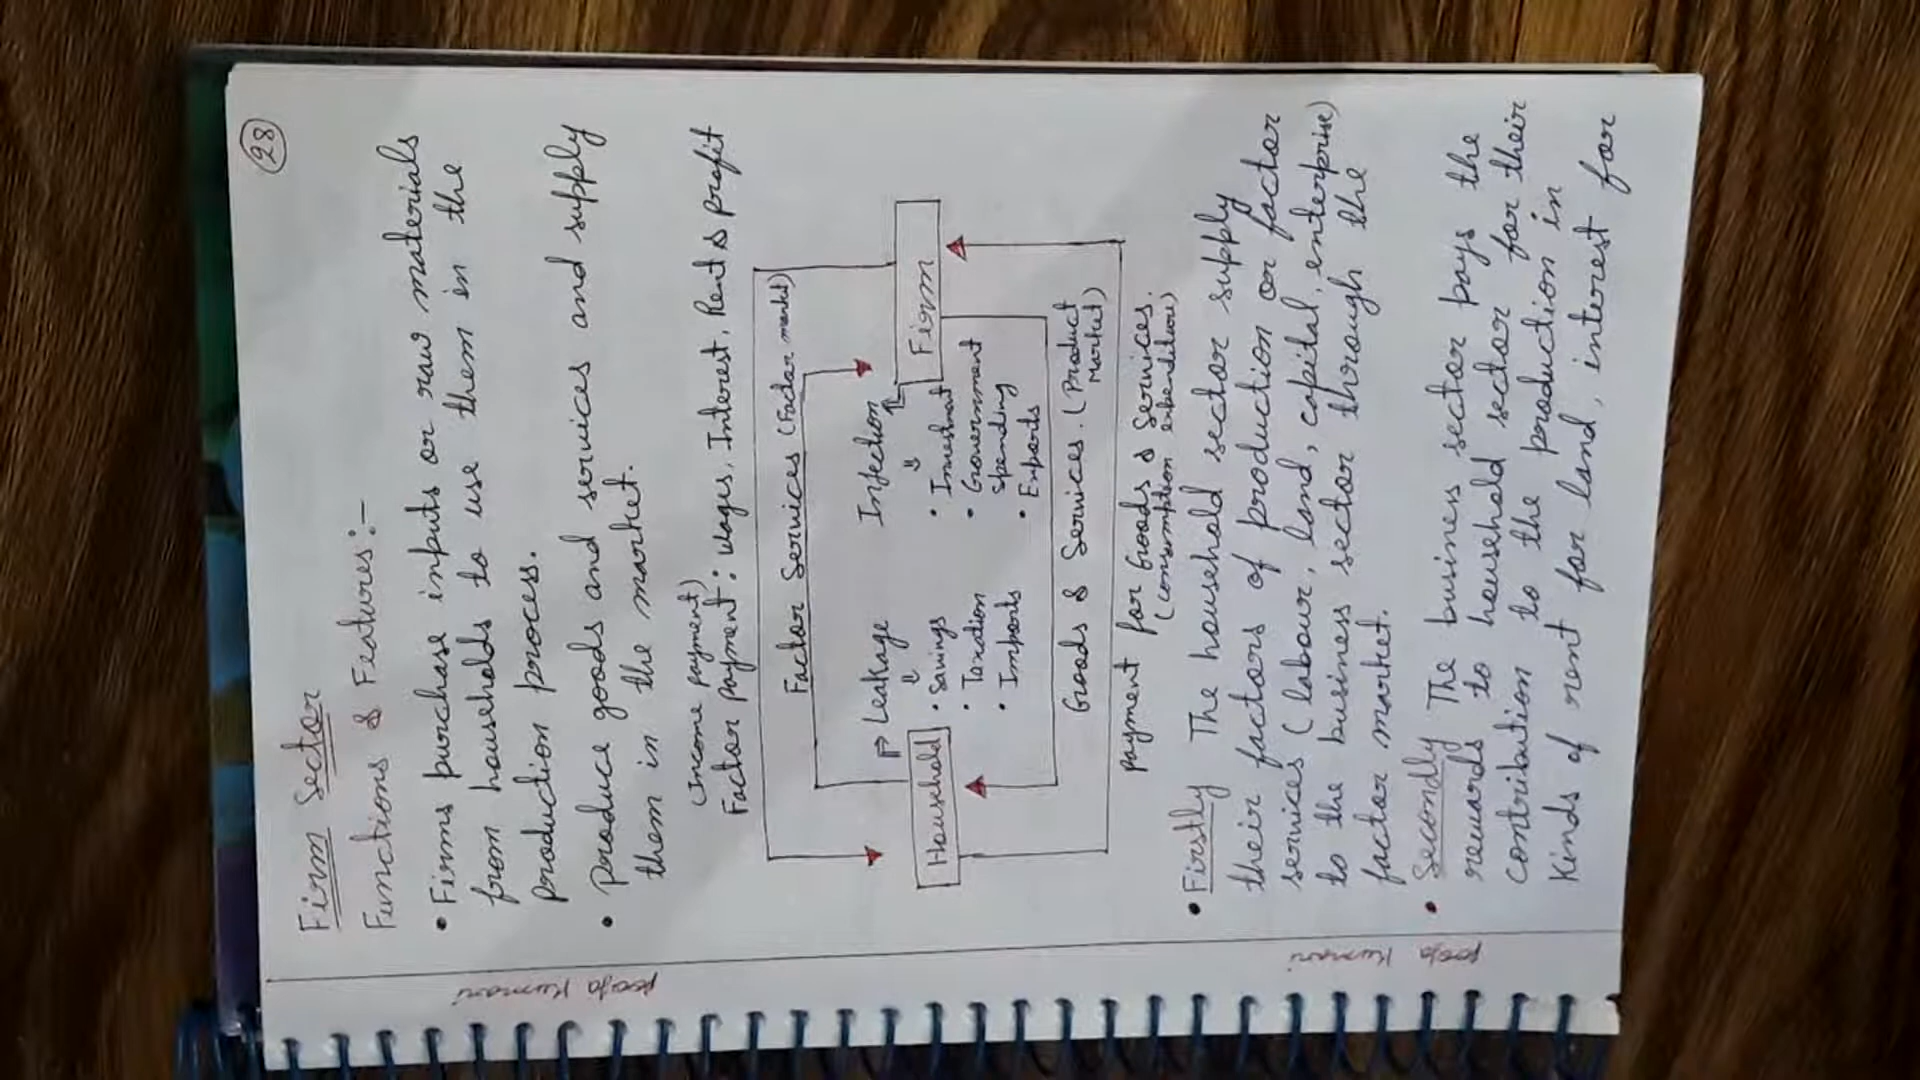 28
Firm Sector
Functions & Features:-
• Firms purchase inputs or raw materials
from households to use them in the
production process.
• Produce goods and services and supply
them in the market.
(Income payment)
Factor payment: Wages, Interest, Rent & profit
Factor Services (Factor market)
Leakage
⇓
• Savings
• Taxation
• Imports
Injection
⇓
• Investment
• Government
Spending
• Exports
Household
Firm
Goods & Services. (Product
Market)
payment for Goods & Services.
(consumption expenditure)
• Firstly The household sector supply
their factors of production or factor
services (labour, land, capital, enterprise)
to the business sector through the
factor market.
• Secondly The business sector pays the
rewards to household sector for their
contribution to the production in
Kinds of rent for land, interest for
pooja Kumari
pooja Kumari